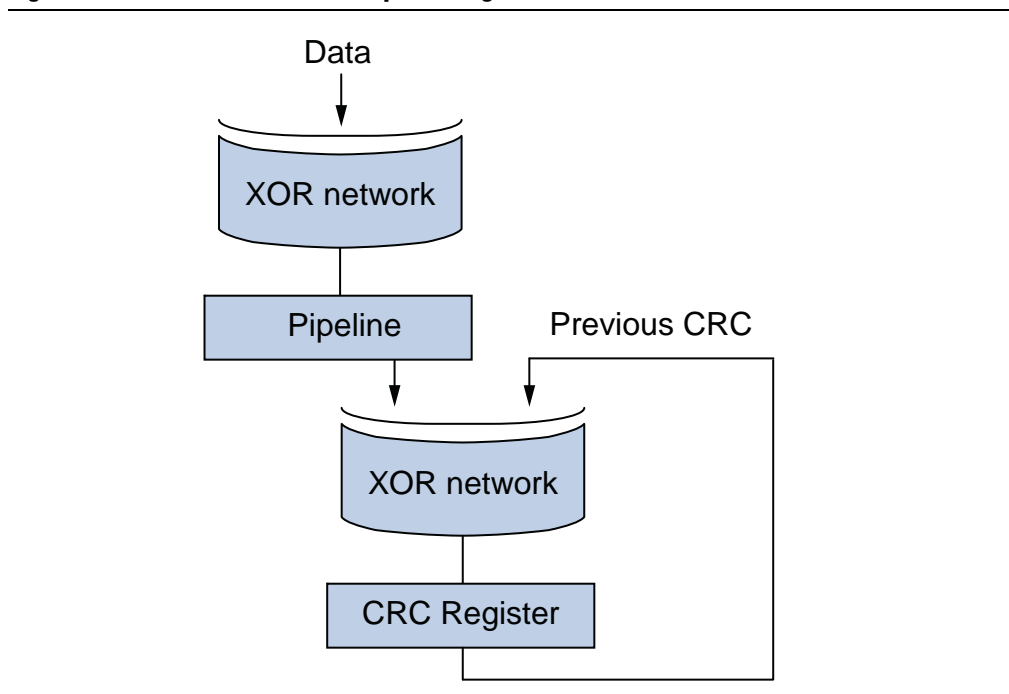 Data
XOR network
Pipeline
Previous CRC
XOR network
CRC Register